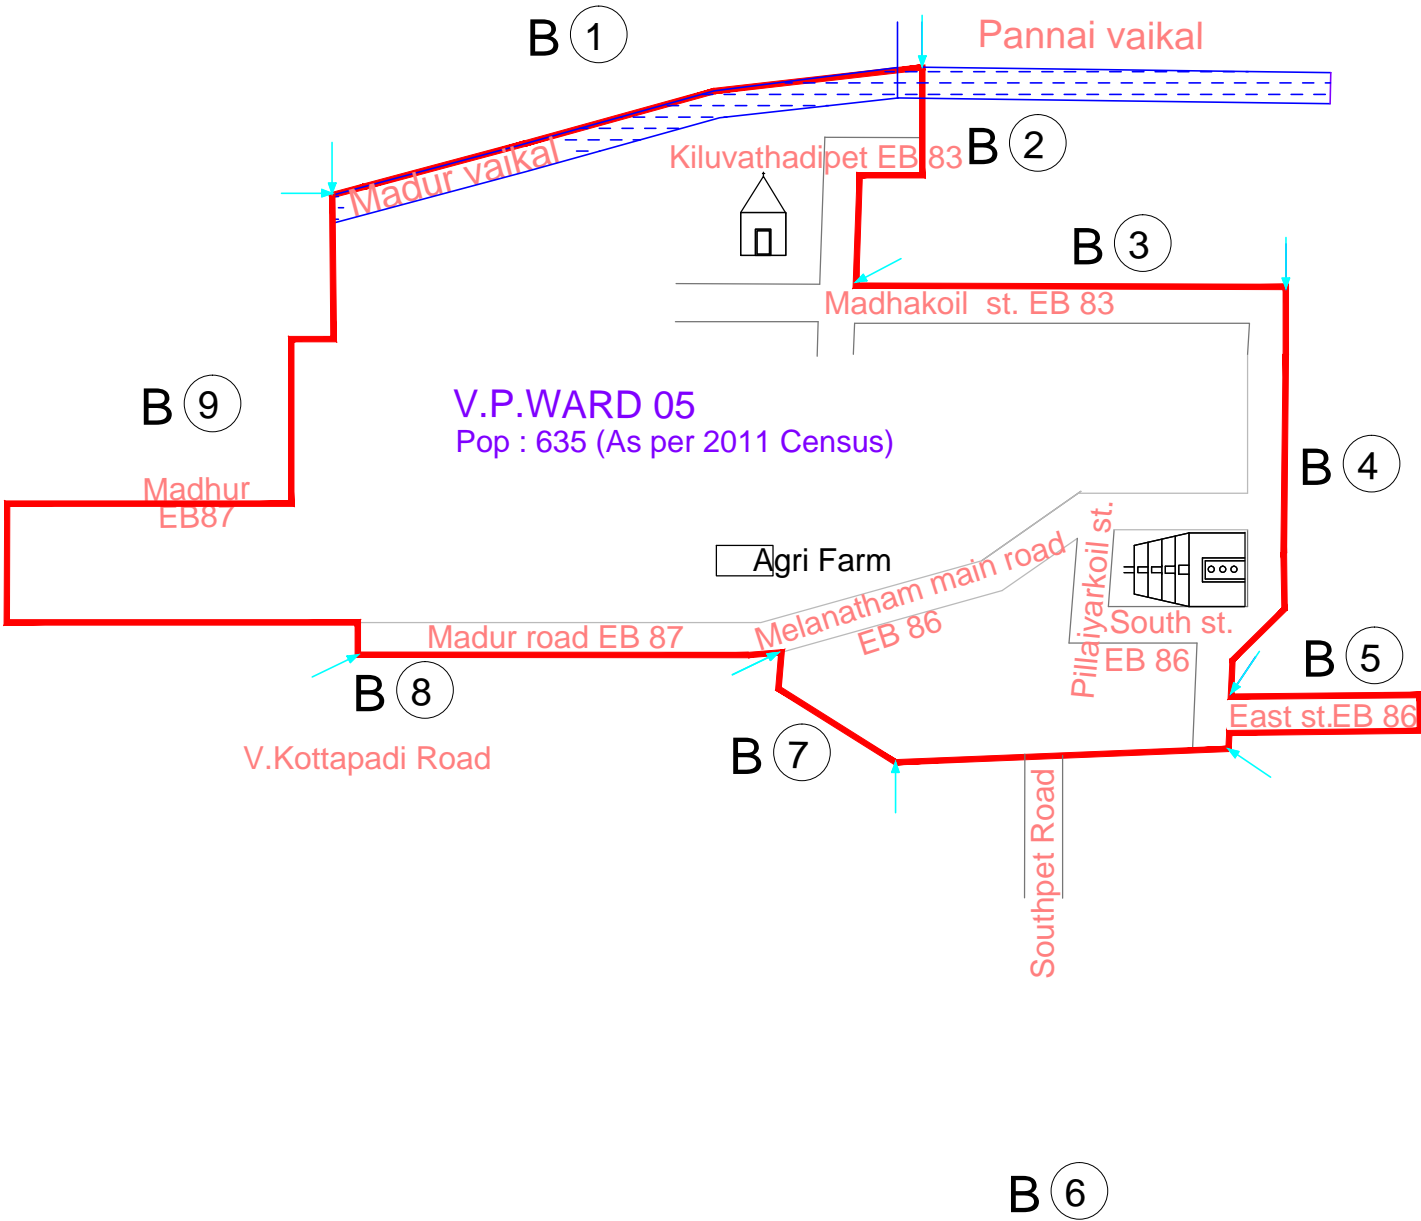 B 1
Pannai vaikal
B 2
Kiluvathadipet EB 83
Madur vaikal
B 3
Madhakoil st. EB 83
B 9
V.P.WARD 05
Pop : 635 (As per 2011 Census)
B 4
Madhur
EB87
Agri Farm
Melanatham main road
EB 86
Pillaiyarkoil st.
South st.
EB 86
Madur road EB 87
B 5
B 8
East st.EB 86
B 7
V.Kottapadi Road
Southpet Road
B 6